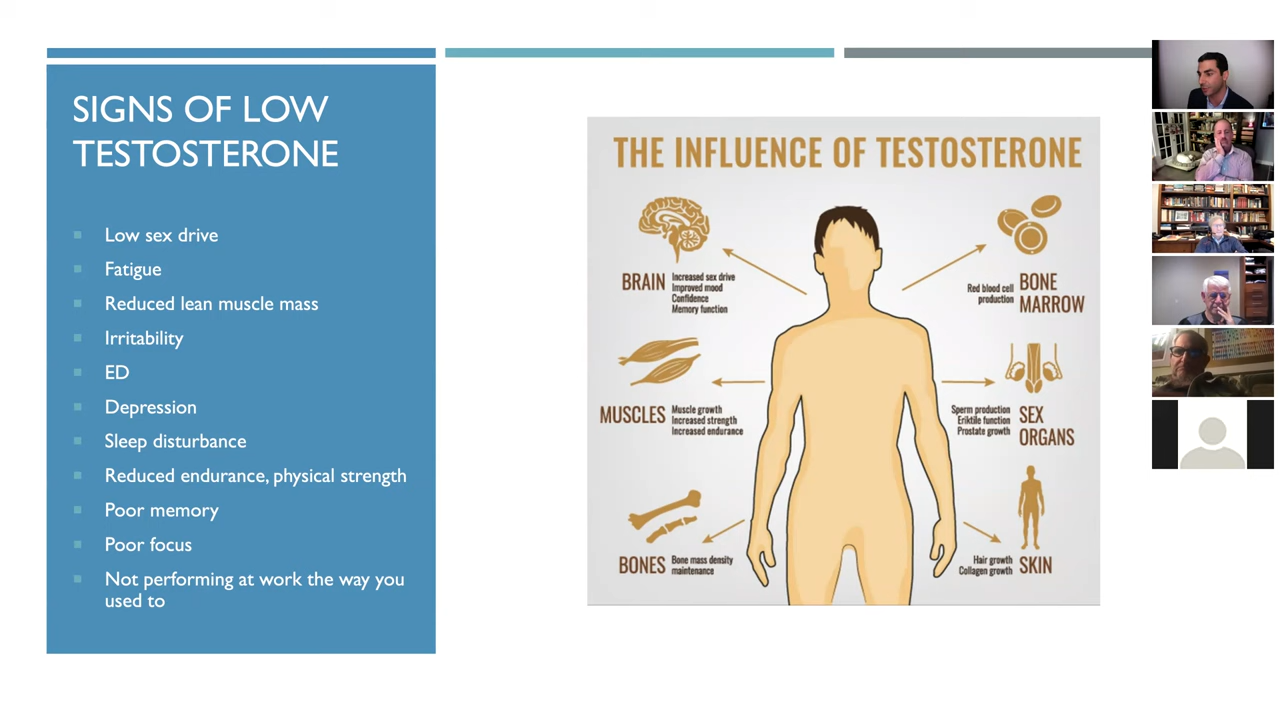 SIGNS OF LOW
TESTOSTERONE
Low sex drive
Fatigue
Reduced lean muscle mass
Irritability
ED
Depression
Sleep disturbance
Reduced endurance, physical strength
Poor memory
Poor focus
Not performing at work the way you
used to
THE INFLUENCE OF TESTOSTERONE
BRAIN
Increased sex drive
Improved mood
Confidence
Memory function
Red blood cell
production
BONE
MARROW
MUSCLES
Muscle growth
Increased strength
Increased endurance
Sperm production
Eriktile function
Prostate growth
SEX
ORGANS
BONES
Bone mass density
maintenance
Hair growth
Collagen growth
SKIN